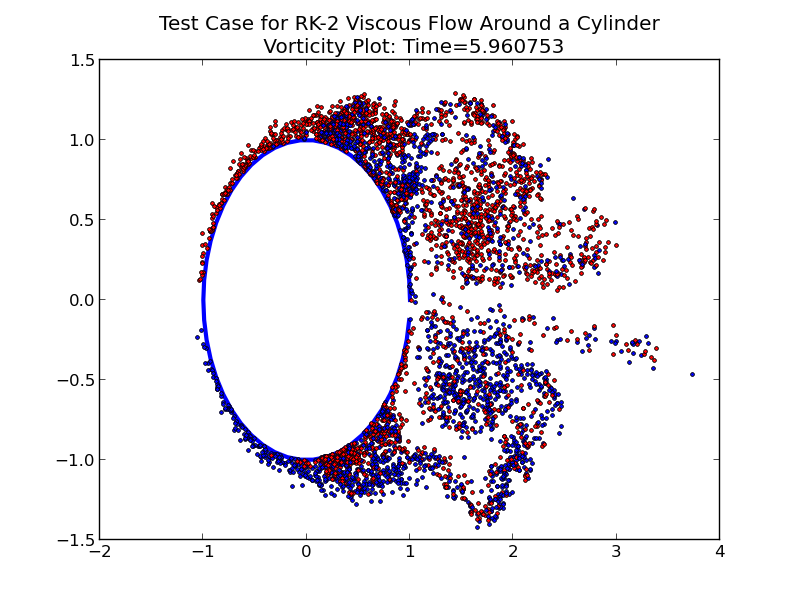 Test Case for RK-2 Viscous Flow Around a Cylinder
Vorticity Plot: Time=5.960753
1.5
1.0
0.5
0.0
−0.5
−1.0
−1.5
−2 −1 0 1 2 3 4